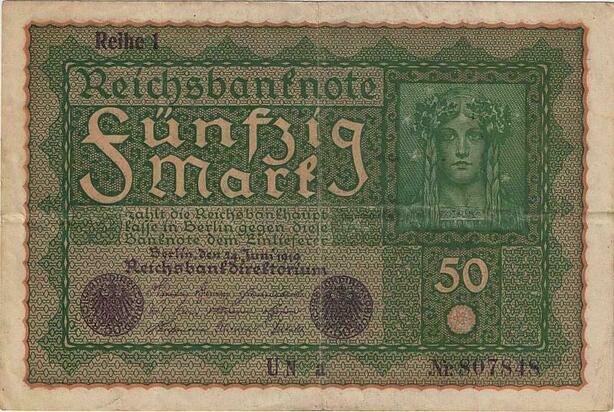 Reihe 1
Reichsbanknote
Fünfzig
Mark
zahlt die Reichsbankhaupt
kasse in Berlin gegen diese
Banknote dem Einlieferer
Berlin, den 24. Juni 1919
Reichsbankdirektorium
50
UN a
Nr. 807848